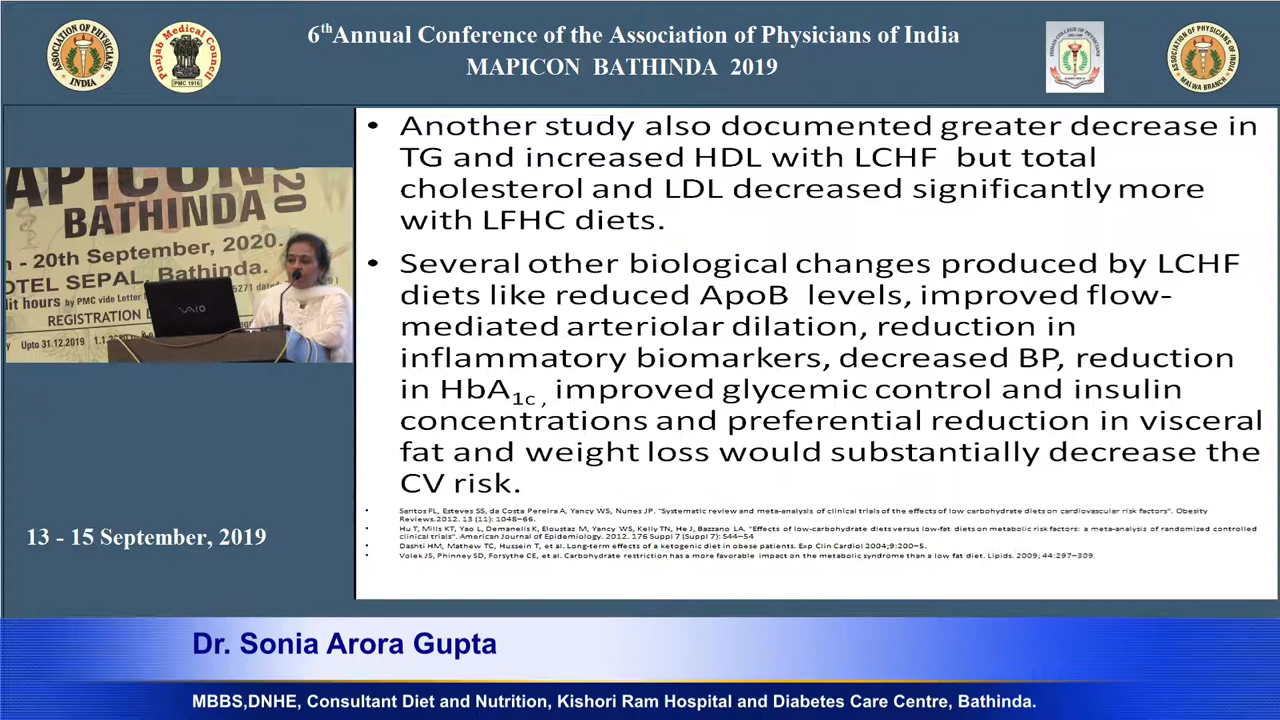 6thAnnual Conference of the Association of Physicians of India
MAPICON BATHINDA 2019
ASSOCIATION OF PHYSICIANS
INDIA
Punjab Medical Council
PMC 1916
INDIAN COLLEGE OF PHYSICIANS
ASSOCIATION OF PHYSICIANS OF INDIA
MALWA BRANCH
• Another study also documented greater decrease in
TG and increased HDL with LCHF but total
cholesterol and LDL decreased significantly more
with LFHC diets.
• Several other biological changes produced by LCHF
diets like reduced ApoB levels, improved flow-
mediated arteriolar dilation, reduction in
inflammatory biomarkers, decreased BP, reduction
in HbA1c , improved glycemic control and insulin
concentrations and preferential reduction in visceral
fat and weight loss would substantially decrease the
CV risk.
• Santos FL, Esteves SS, da Costa Pereira A, Yancy WS, Nunes JP. "Systematic review and meta-analysis of clinical trials of the effects of low carbohydrate diets on cardiovascular risk factors". Obesity
Reviews.2012. 13 (11): 1048–66.
• Hu T, Mills KT, Yao L, Demanelis K, Eloustaz M, Yancy WS, Kelly TN, He J, Bazzano LA. "Effects of low-carbohydrate diets versus low-fat diets on metabolic risk factors: a meta-analysis of randomized controlled
clinical trials". American Journal of Epidemiology. 2012. 176 Suppl 7 (Suppl 7): S44–54
• Dashti HM, Mathew TC, Hussein T, et al. Long-term effects of a ketogenic diet in obese patients. Exp Clin Cardiol 2004;9:200–5.
• Volek JS, Phinney SD, Forsythe CE, et al. Carbohydrate restriction has a more favorable impact on the metabolic syndrome than a low fat diet. Lipids. 2009; 44:297–309.
APICON 20
BATHINDA
- 20th September, 2020.
OTEL SEPAL, Bathinda.
dit hours by PMC vide Letter
5271 dated
REGISTRATION
Upto 31.12.2019
VAIO
13 - 15 September, 2019
Dr. Sonia Arora Gupta
MBBS,DNHE, Consultant Diet and Nutrition, Kishori Ram Hospital and Diabetes Care Centre, Bathinda.